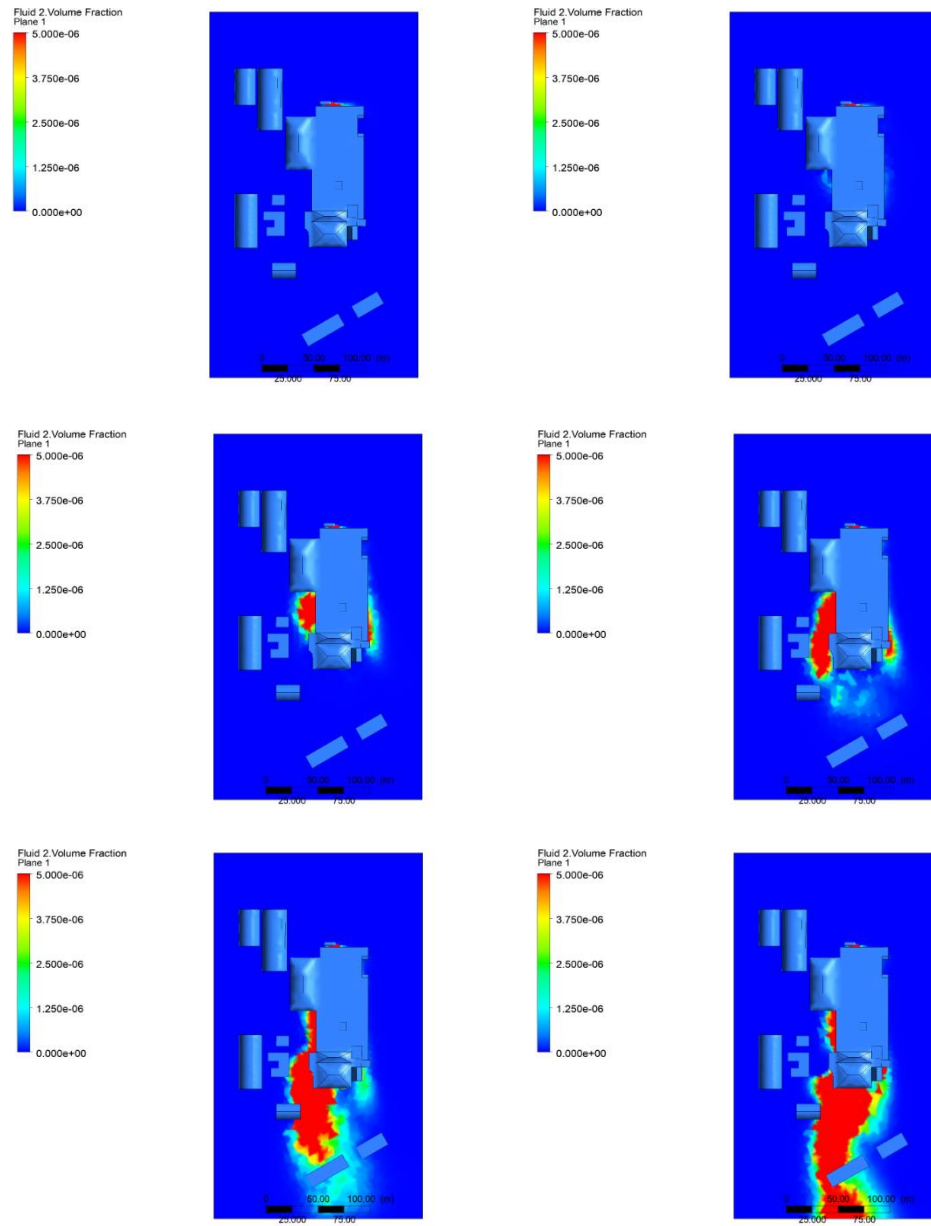 Fluid 2.Volume Fraction
Plane 1
5.000e-06
3.750e-06
2.500e-06
1.250e-06
0.000e+00
0 50.00 100.00 (m)
25.000 75.00
Fluid 2.Volume Fraction
Plane 1
5.000e-06
3.750e-06
2.500e-06
1.250e-06
0.000e+00
0 50.00 100.00 (m)
25.000 75.00
Fluid 2.Volume Fraction
Plane 1
5.000e-06
3.750e-06
2.500e-06
1.250e-06
0.000e+00
0 50.00 100.00 (m)
25.000 75.00
Fluid 2.Volume Fraction
Plane 1
5.000e-06
3.750e-06
2.500e-06
1.250e-06
0.000e+00
0 50.00 100.00 (m)
25.000 75.00
Fluid 2.Volume Fraction
Plane 1
5.000e-06
3.750e-06
2.500e-06
1.250e-06
0.000e+00
0 50.00 100.00 (m)
25.000 75.00
Fluid 2.Volume Fraction
Plane 1
5.000e-06
3.750e-06
2.500e-06
1.250e-06
0.000e+00
0 50.00 100.00 (m)
25.000 75.00